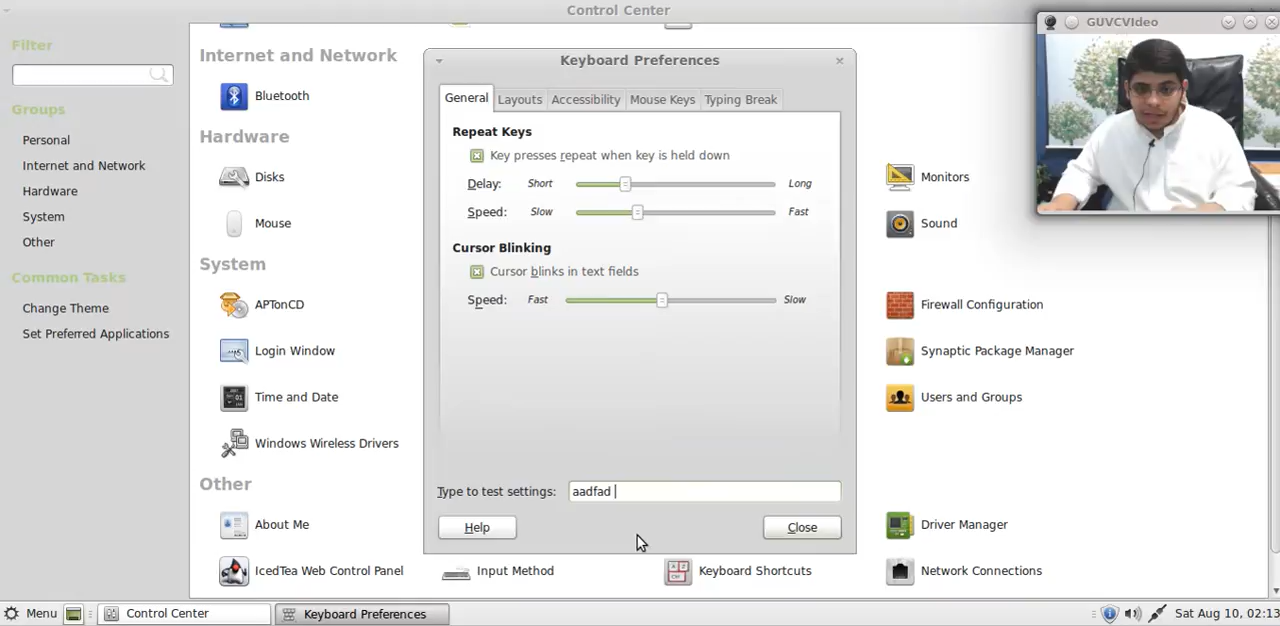 Control Center
GUVCVIdeo
Filter
Groups
Personal
Internet and Network
Hardware
System
Other
Common Tasks
Change Theme
Set Preferred Applications
Internet and Network
Bluetooth
Hardware
Disks
Mouse
Monitors
Sound
System
APTonCD
Login Window
Time and Date
Windows Wireless Drivers
Firewall Configuration
Synaptic Package Manager
Users and Groups
Other
About Me
IcedTea Web Control Panel
Input Method
Keyboard Shortcuts
Driver Manager
Network Connections
Keyboard Preferences
General Layouts Accessibility Mouse Keys Typing Break
Repeat Keys
Key presses repeat when key is held down
Delay: Short Long
Speed: Slow Fast
Cursor Blinking
Cursor blinks in text fields
Speed: Fast Slow
Type to test settings: aadfad
Help Close
Menu Control Center Keyboard Preferences Sat Aug 10, 02:13